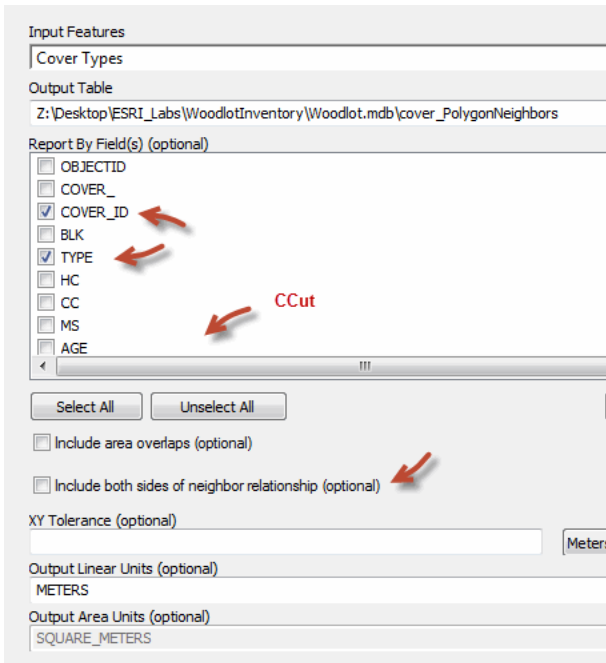 Input Features
Cover Types
Output Table
Z:\Desktop\ESRI_Labs\WoodlotInventory\Woodlot.mdb\cover_PolygonNeighbors
Report By Field(s) (optional)
OBJECTID
COVER_
COVER_ID
BLK
TYPE
HC
CC
CCut
MS
AGE
Select All Unselect All
Include area overlaps (optional)
Include both sides of neighbor relationship (optional)
XY Tolerance (optional)
Meters
Output Linear Units (optional)
METERS
Output Area Units (optional)
SQUARE_METERS